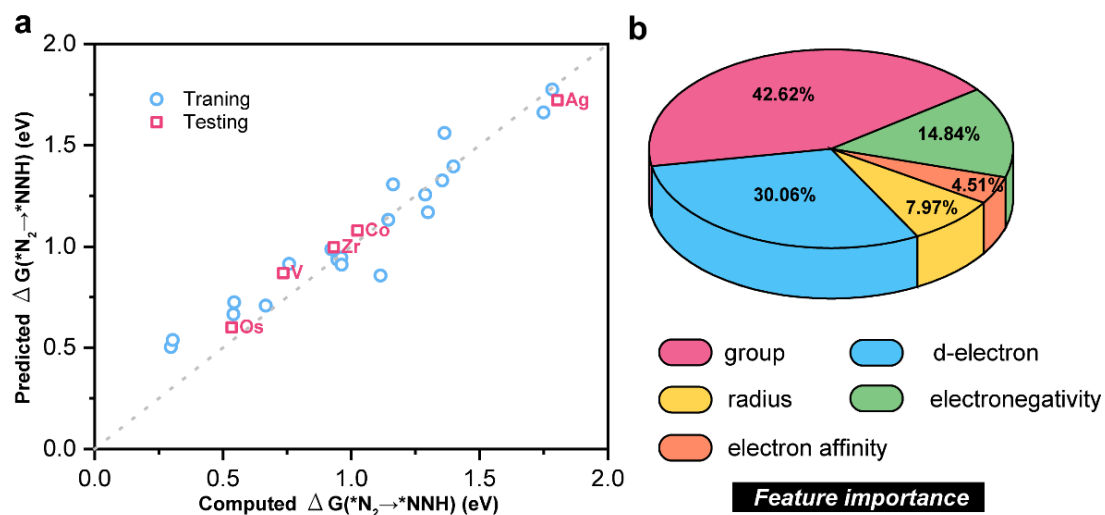 a
2.0
1.5
1.0
0.5
0.0
Predicted △ G(*N₂→*NNH) (eV)
Traning
Testing
Ag
Co
Zr
V
Os
0.0 0.5 1.0 1.5 2.0
Computed △ G(*N₂→*NNH) (eV)
b
42.62%
14.84%
4.51%
30.06%
7.97%
group d-electron
radius electronegativity
electron affinity
Feature importance